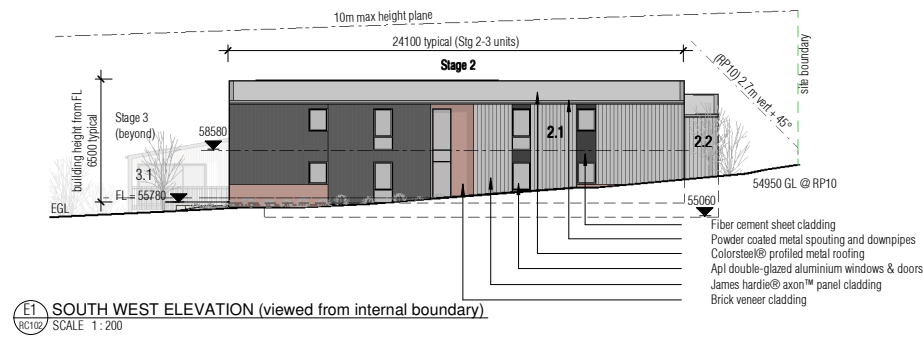 10m max height plane
24100 typical (Stg 2-3 units)
Stage 2
site boundary
(RP10) 2.7m vert + 45°
building height from FL
6500 typical
Stage 3
(beyond)
58580
2.1
2.2
3.1
FL = 55780
EGL
54950 GL @ RP10
55060
Fiber cement sheet cladding
Powder coated metal spouting and downpipes
Colorsteel® profiled metal roofing
Apl double-glazed aluminium windows & doors
James hardie® axon™ panel cladding
Brick veneer cladding
E1
RC102
SOUTH WEST ELEVATION (viewed from internal boundary)
SCALE 1 : 200